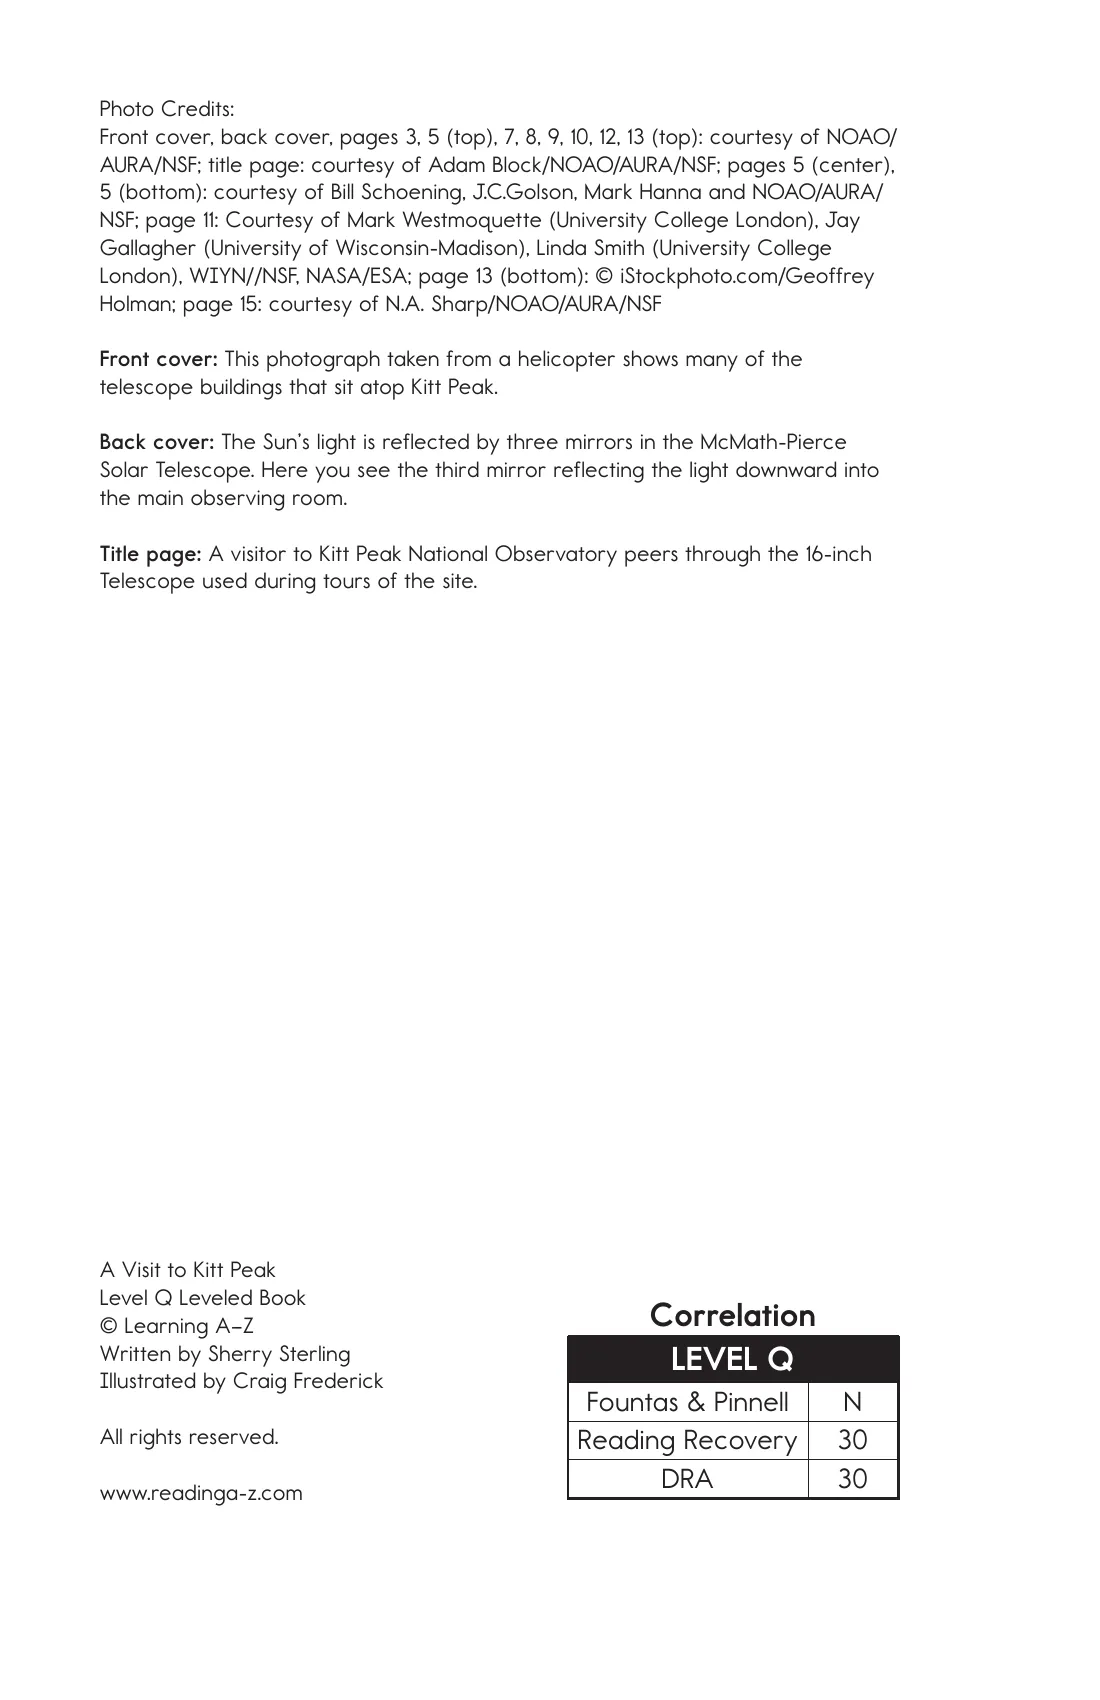 Photo Credits:
Front cover, back cover, pages 3, 5 (top), 7, 8, 9, 10, 12, 13 (top): courtesy of NOAO/
AURA/NSF; title page: courtesy of Adam Block/NOAO/AURA/NSF; pages 5 (center),
5 (bottom): courtesy of Bill Schoening, J.C.Golson, Mark Hanna and NOAO/AURA/
NSF; page 11: Courtesy of Mark Westmoquette (University College London), Jay
Gallagher (University of Wisconsin-Madison), Linda Smith (University College
London), WIYN//NSF, NASA/ESA; page 13 (bottom): © iStockphoto.com/Geoffrey
Holman; page 15: courtesy of N.A. Sharp/NOAO/AURA/NSF
Front cover: This photograph taken from a helicopter shows many of the
telescope buildings that sit atop Kitt Peak.
Back cover: The Sun's light is reflected by three mirrors in the McMath-Pierce
Solar Telescope. Here you see the third mirror reflecting the light downward into
the main observing room.
Title page: A visitor to Kitt Peak National Observatory peers through the 16-inch
Telescope used during tours of the site.
A Visit to Kitt Peak
Level Q Leveled Book
© Learning A–Z
Written by Sherry Sterling
Illustrated by Craig Frederick
All rights reserved.
www.readinga-z.com
Correlation
LEVEL Q
Fountas & Pinnell N
Reading Recovery 30
DRA 30